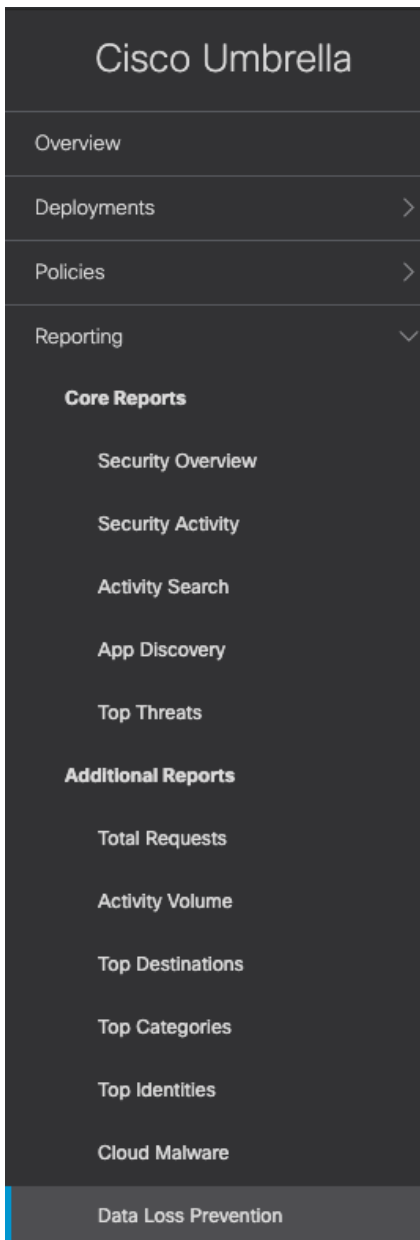 Cisco Umbrella
Overview
Deployments
Policies
Reporting
Core Reports
Security Overview
Security Activity
Activity Search
App Discovery
Top Threats
Additional Reports
Total Requests
Activity Volume
Top Destinations
Top Categories
Top Identities
Cloud Malware
Data Loss Prevention